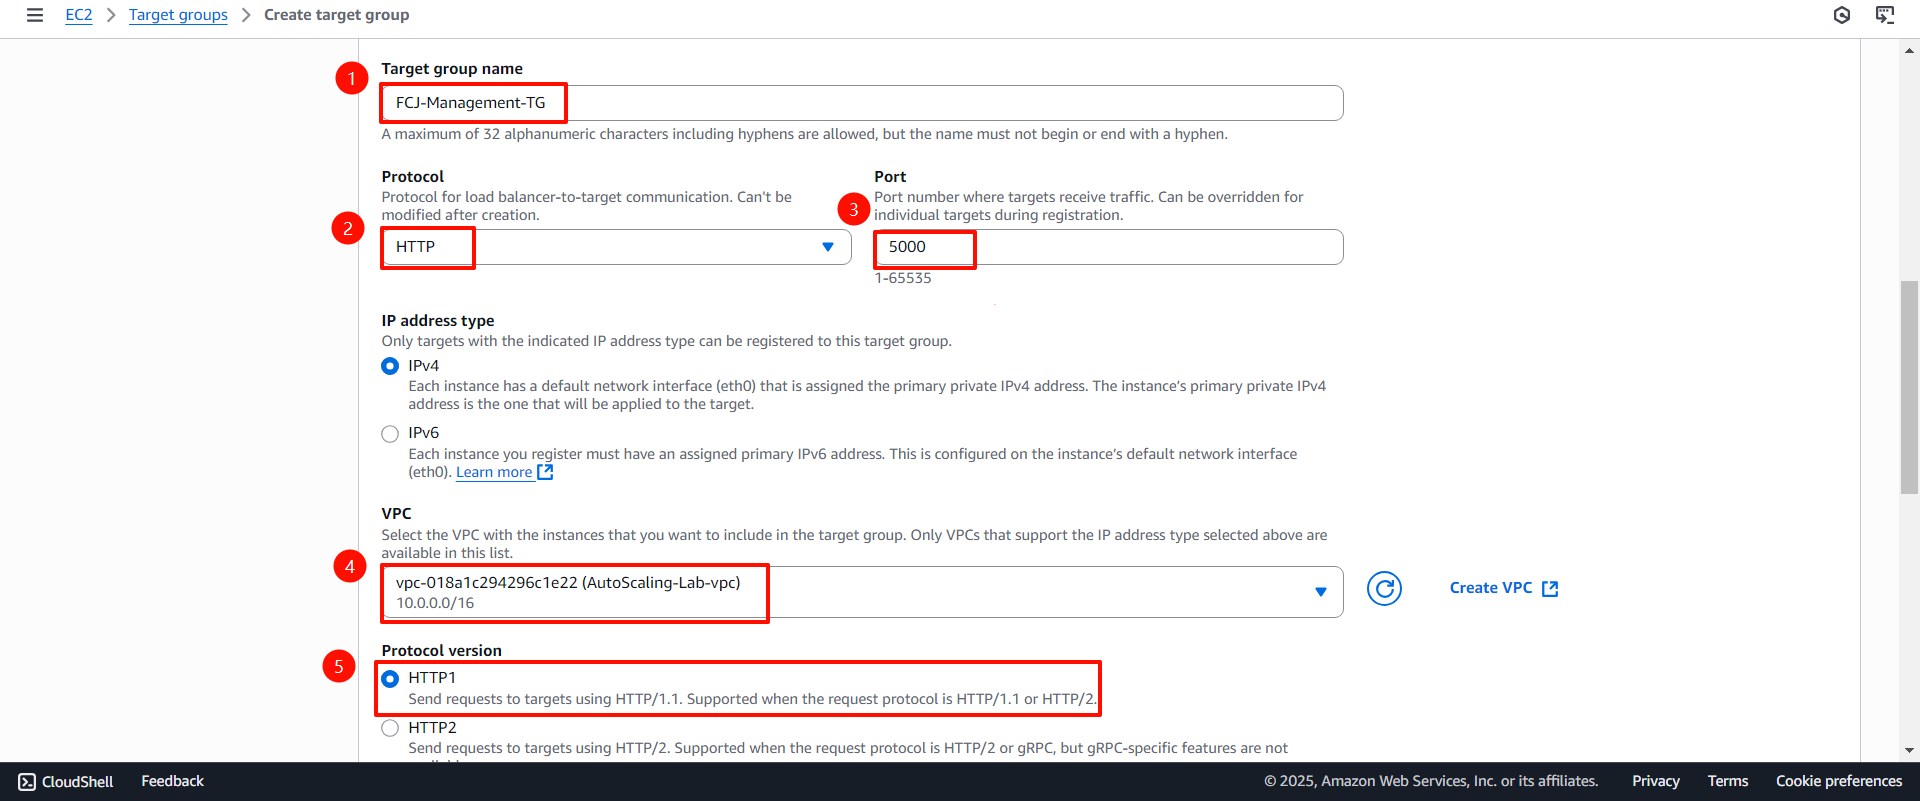 EC2 > Target groups > Create target group
1
Target group name
FCJ-Management-TG
A maximum of 32 alphanumeric characters including hyphens are allowed, but the name must not begin or end with a hyphen.
Protocol
Protocol for load balancer-to-target communication. Can't be
modified after creation.
2
HTTP
Port
3
Port number where targets receive traffic. Can be overridden for
individual targets during registration.
5000
1-65535
IP address type
Only targets with the indicated IP address type can be registered to this target group.
IPv4
Each instance has a default network interface (eth0) that is assigned the primary private IPv4 address. The instance’s primary private IPv4
address is the one that will be applied to the target.
IPv6
Each instance you register must have an assigned primary IPv6 address. This is configured on the instance’s default network interface
(eth0). Learn more
VPC
Select the VPC with the instances that you want to include in the target group. Only VPCs that support the IP address type selected above are
available in this list.
4
vpc-018a1c294296c1e22 (AutoScaling-Lab-vpc)
10.0.0.0/16
Create VPC
Protocol version
5
HTTP1
Send requests to targets using HTTP/1.1. Supported when the request protocol is HTTP/1.1 or HTTP/2.
HTTP2
Send requests to targets using HTTP/2. Supported when the request protocol is HTTP/2 or gRPC, but gRPC-specific features are not
CloudShell Feedback © 2025, Amazon Web Services, Inc. or its affiliates. Privacy Terms Cookie preferences